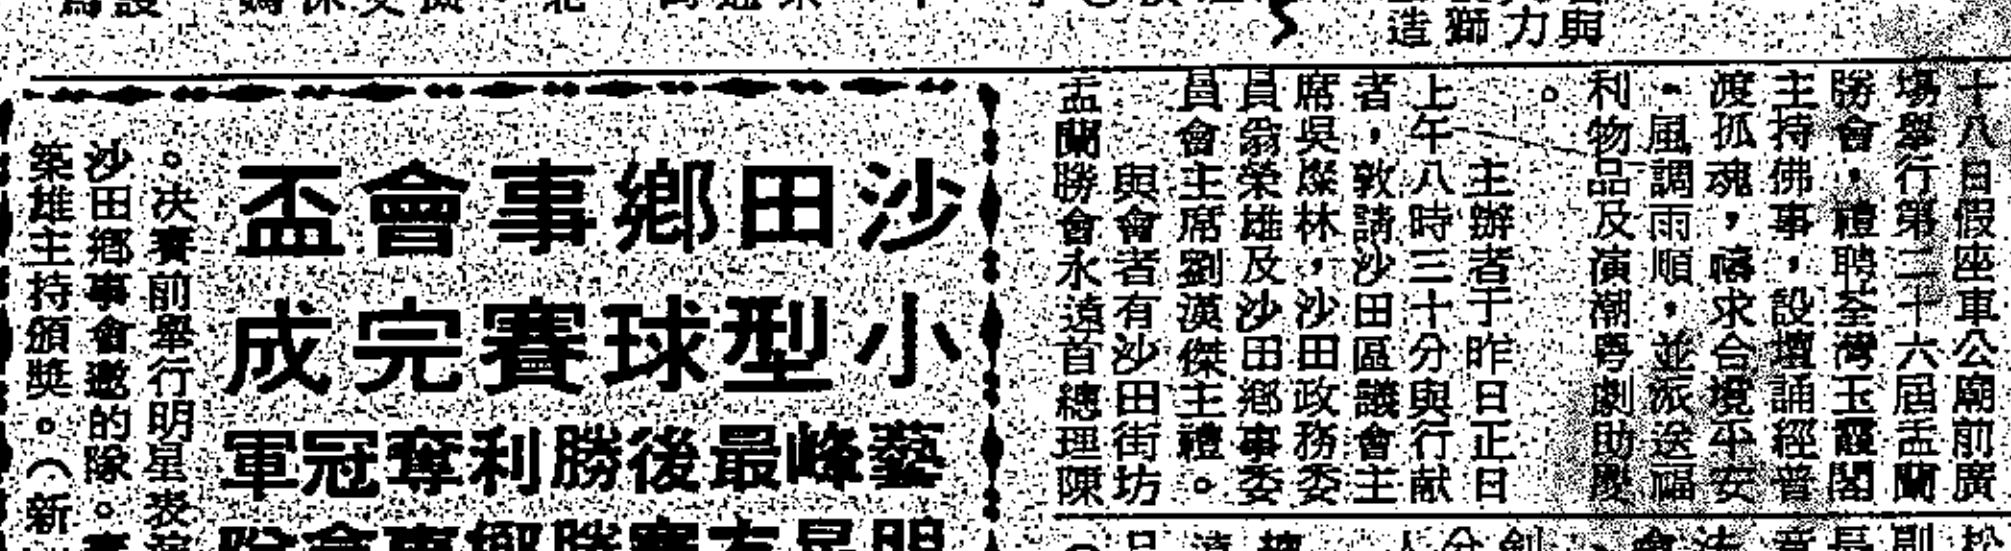 造獅力與
十八日假座車公廟前廣
場舉行第二十六屆盂蘭
勝會，禮聘荃灣玉霞閣
主持佛事，設壇誦經普
渡孤魂，禱求合境平安
、風調雨順，並派送福
利物品及演潮粵劇助慶
。
主辦者于昨日正日
上午八時三十分與行献
者，敦請沙田區議會主
席吳燦林，沙田政務委
員翁榮雄及沙田鄉事委
員會主席劉漢傑主禮。
與會者有沙田街坊
盂蘭勝會永遠首總理陳
沙田鄉事會盃
小型球賽完成
藝峰最後勝利奪冠軍
。决賽前舉行明星表演
沙田鄉事會邀的隊。
榮雄主持頒獎。（新